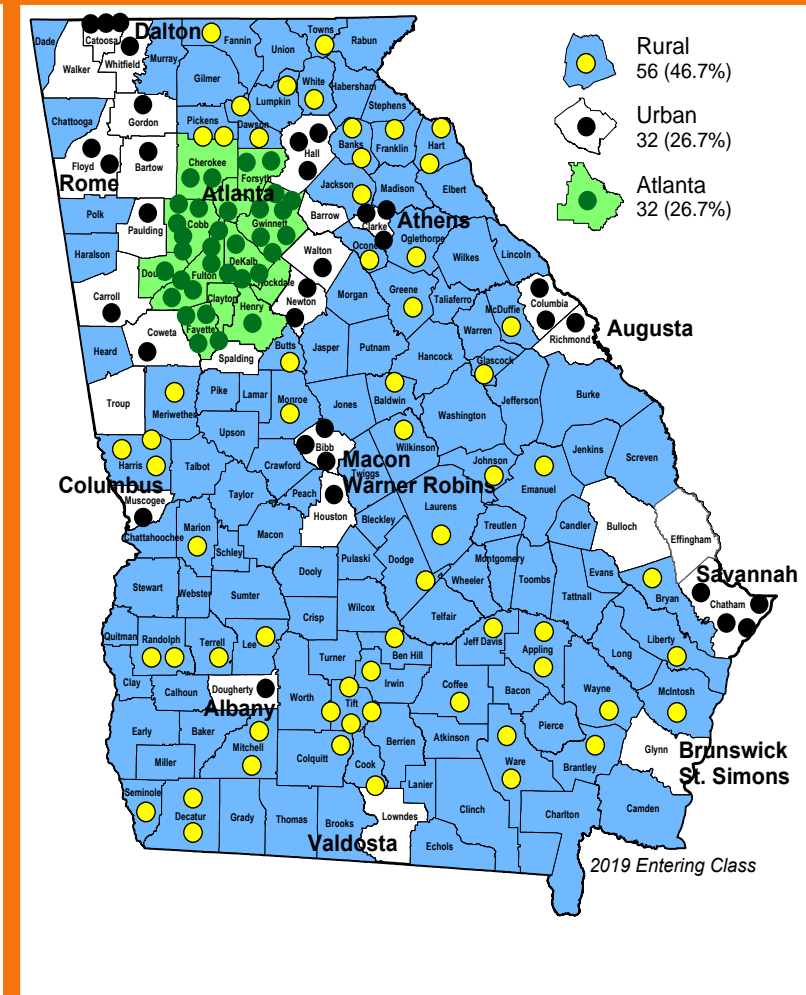 Dalton
Catoosa
Dade
Walker
Whitfield
Murray
Fannin
Towns
Union
Rabun
Gilmer
White
Lumpkin
Habersham
Stephens
Chattooga
Gordon
Pickens
Dawson
Banks
Franklin
Hart
Floyd
Bartow
Cherokee
Forsyth
Hall
Rome
Atlanta
Jackson
Madison
Elbert
Polk
Paulding
Cobb
Gwinnett
Barrow
Clarke
Athens
Oconee
Oglethorpe
Haralson
Walton
Wilkes
Lincoln
Dou
DeKalb
Fulton
Rockdale
Carroll
Clayton
Newton
Morgan
Greene
Taliaferro
McDuffie
Columbia
Henry
Coweta
Fayette
Warren
Richmond
Augusta
Heard
Spalding
Butts
Jasper
Putnam
Hancock
Glascock
Troup
Meriwether
Pike
Lamar
Monroe
Jones
Baldwin
Jefferson
Burke
Washington
Upson
Bibb
Wilkinson
Jenkins
Screven
Harris
Talbot
Crawford
Macon
Twiggs
Johnson
Emanuel
Columbus
Taylor
Peach
Warner Robins
Muscogee
Houston
Laurens
Bulloch
Chattahoochee
Marion
Macon
Bleckley
Treutlen
Candler
Effingham
Schley
Dooly
Pulaski
Dodge
Montgomery
Evans
Stewart
Webster
Sumter
Wheeler
Toombs
Tattnall
Bryan
Savannah
Chatham
Crisp
Wilcox
Telfair
Quitman
Randolph
Terrell
Lee
Turner
Ben Hill
Jeff Davis
Appling
Long
Liberty
Clay
Calhoun
Dougherty
Worth
Tift
Irwin
Coffee
Bacon
Wayne
McIntosh
Albany
Early
Baker
Mitchell
Berrien
Atkinson
Pierce
Glynn
Brunswick
St. Simons
Miller
Colquitt
Cook
Ware
Brantley
Seminole
Decatur
Grady
Thomas
Brooks
Lanier
Lowndes
Clinch
Charlton
Camden
Valdosta
Echols
2019 Entering Class
Rural
56 (46.7%)
Urban
32 (26.7%)
Atlanta
32 (26.7%)